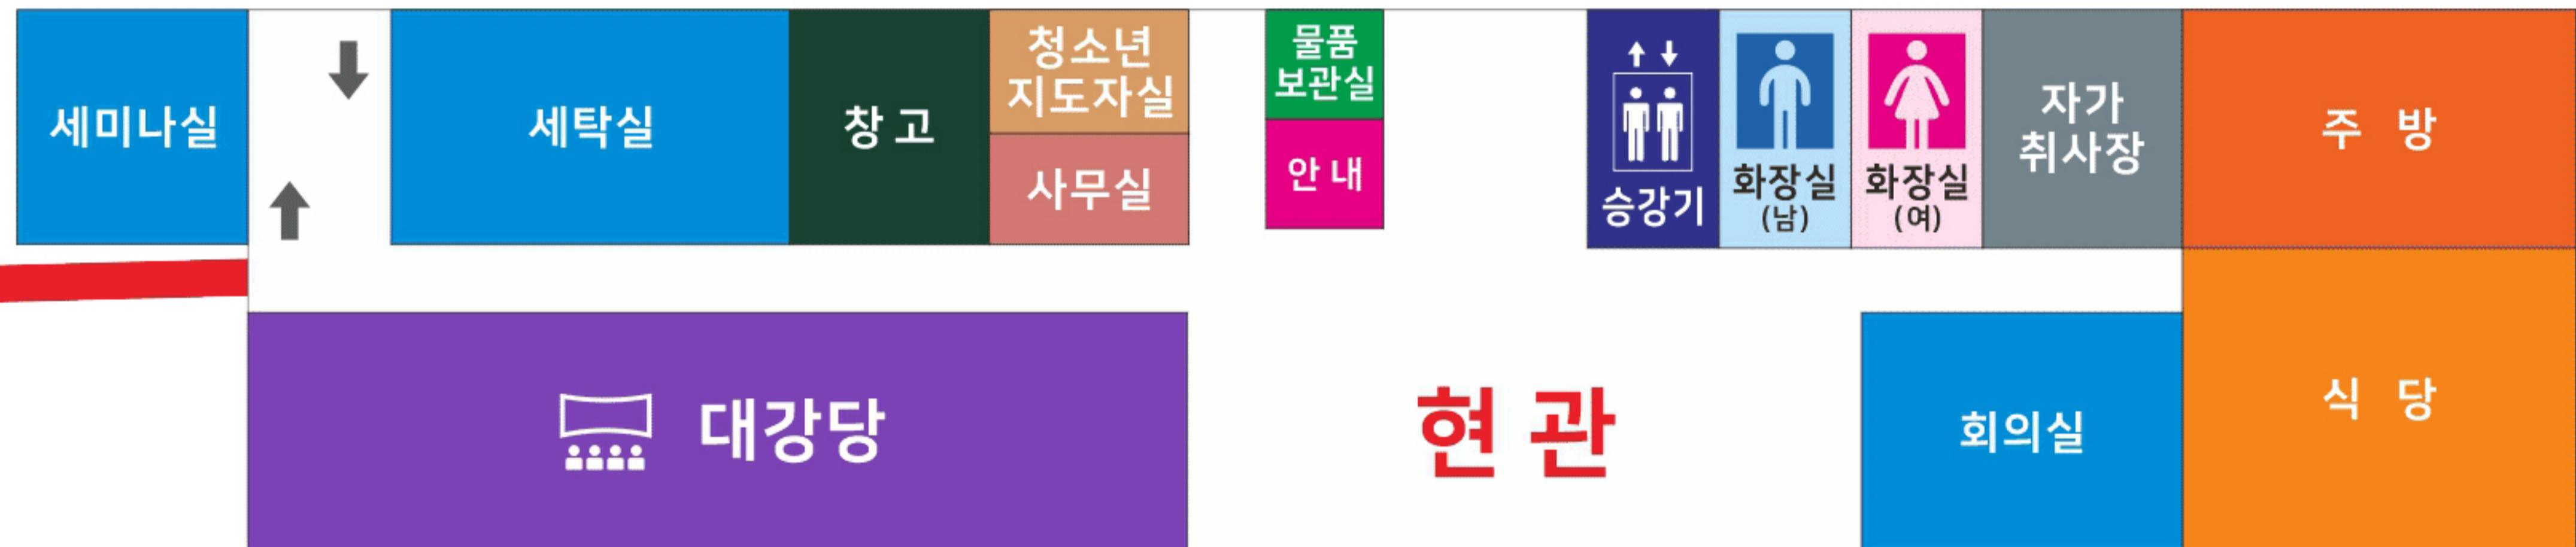 세미나실
세탁실
창고
청소년
지도자실
사무실
물품
보관실
안내
승강기
화장실
(남)
화장실
(여)
자가
취사장
주 방
대강당
현관
회의실
식 당